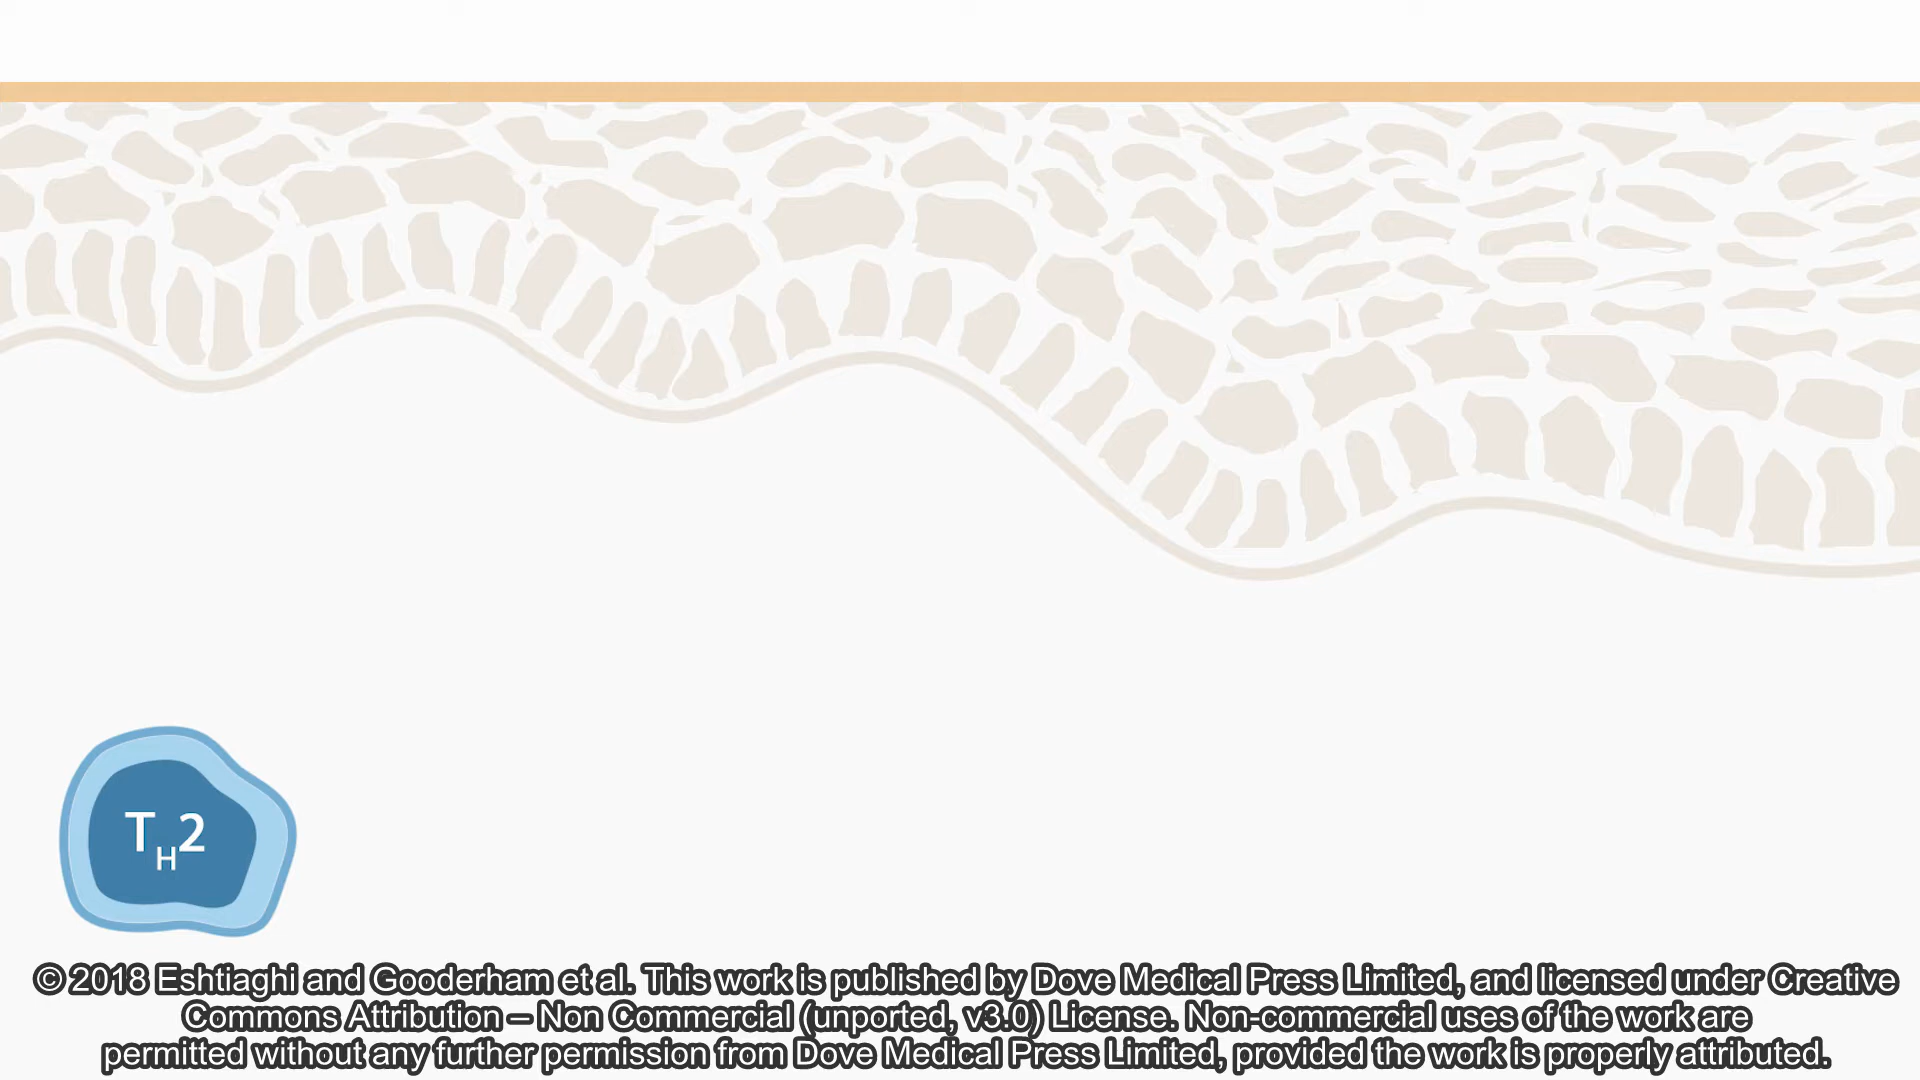 TH2
© 2018 Eshtiaghi and Gooderham et al. This work is published by Dove Medical Press Limited, and licensed under Creative
Commons Attribution – Non Commercial (unported, v3.0) License. Non-commercial uses of the work are
permitted without any further permission from Dove Medical Press Limited, provided the work is properly attributed.